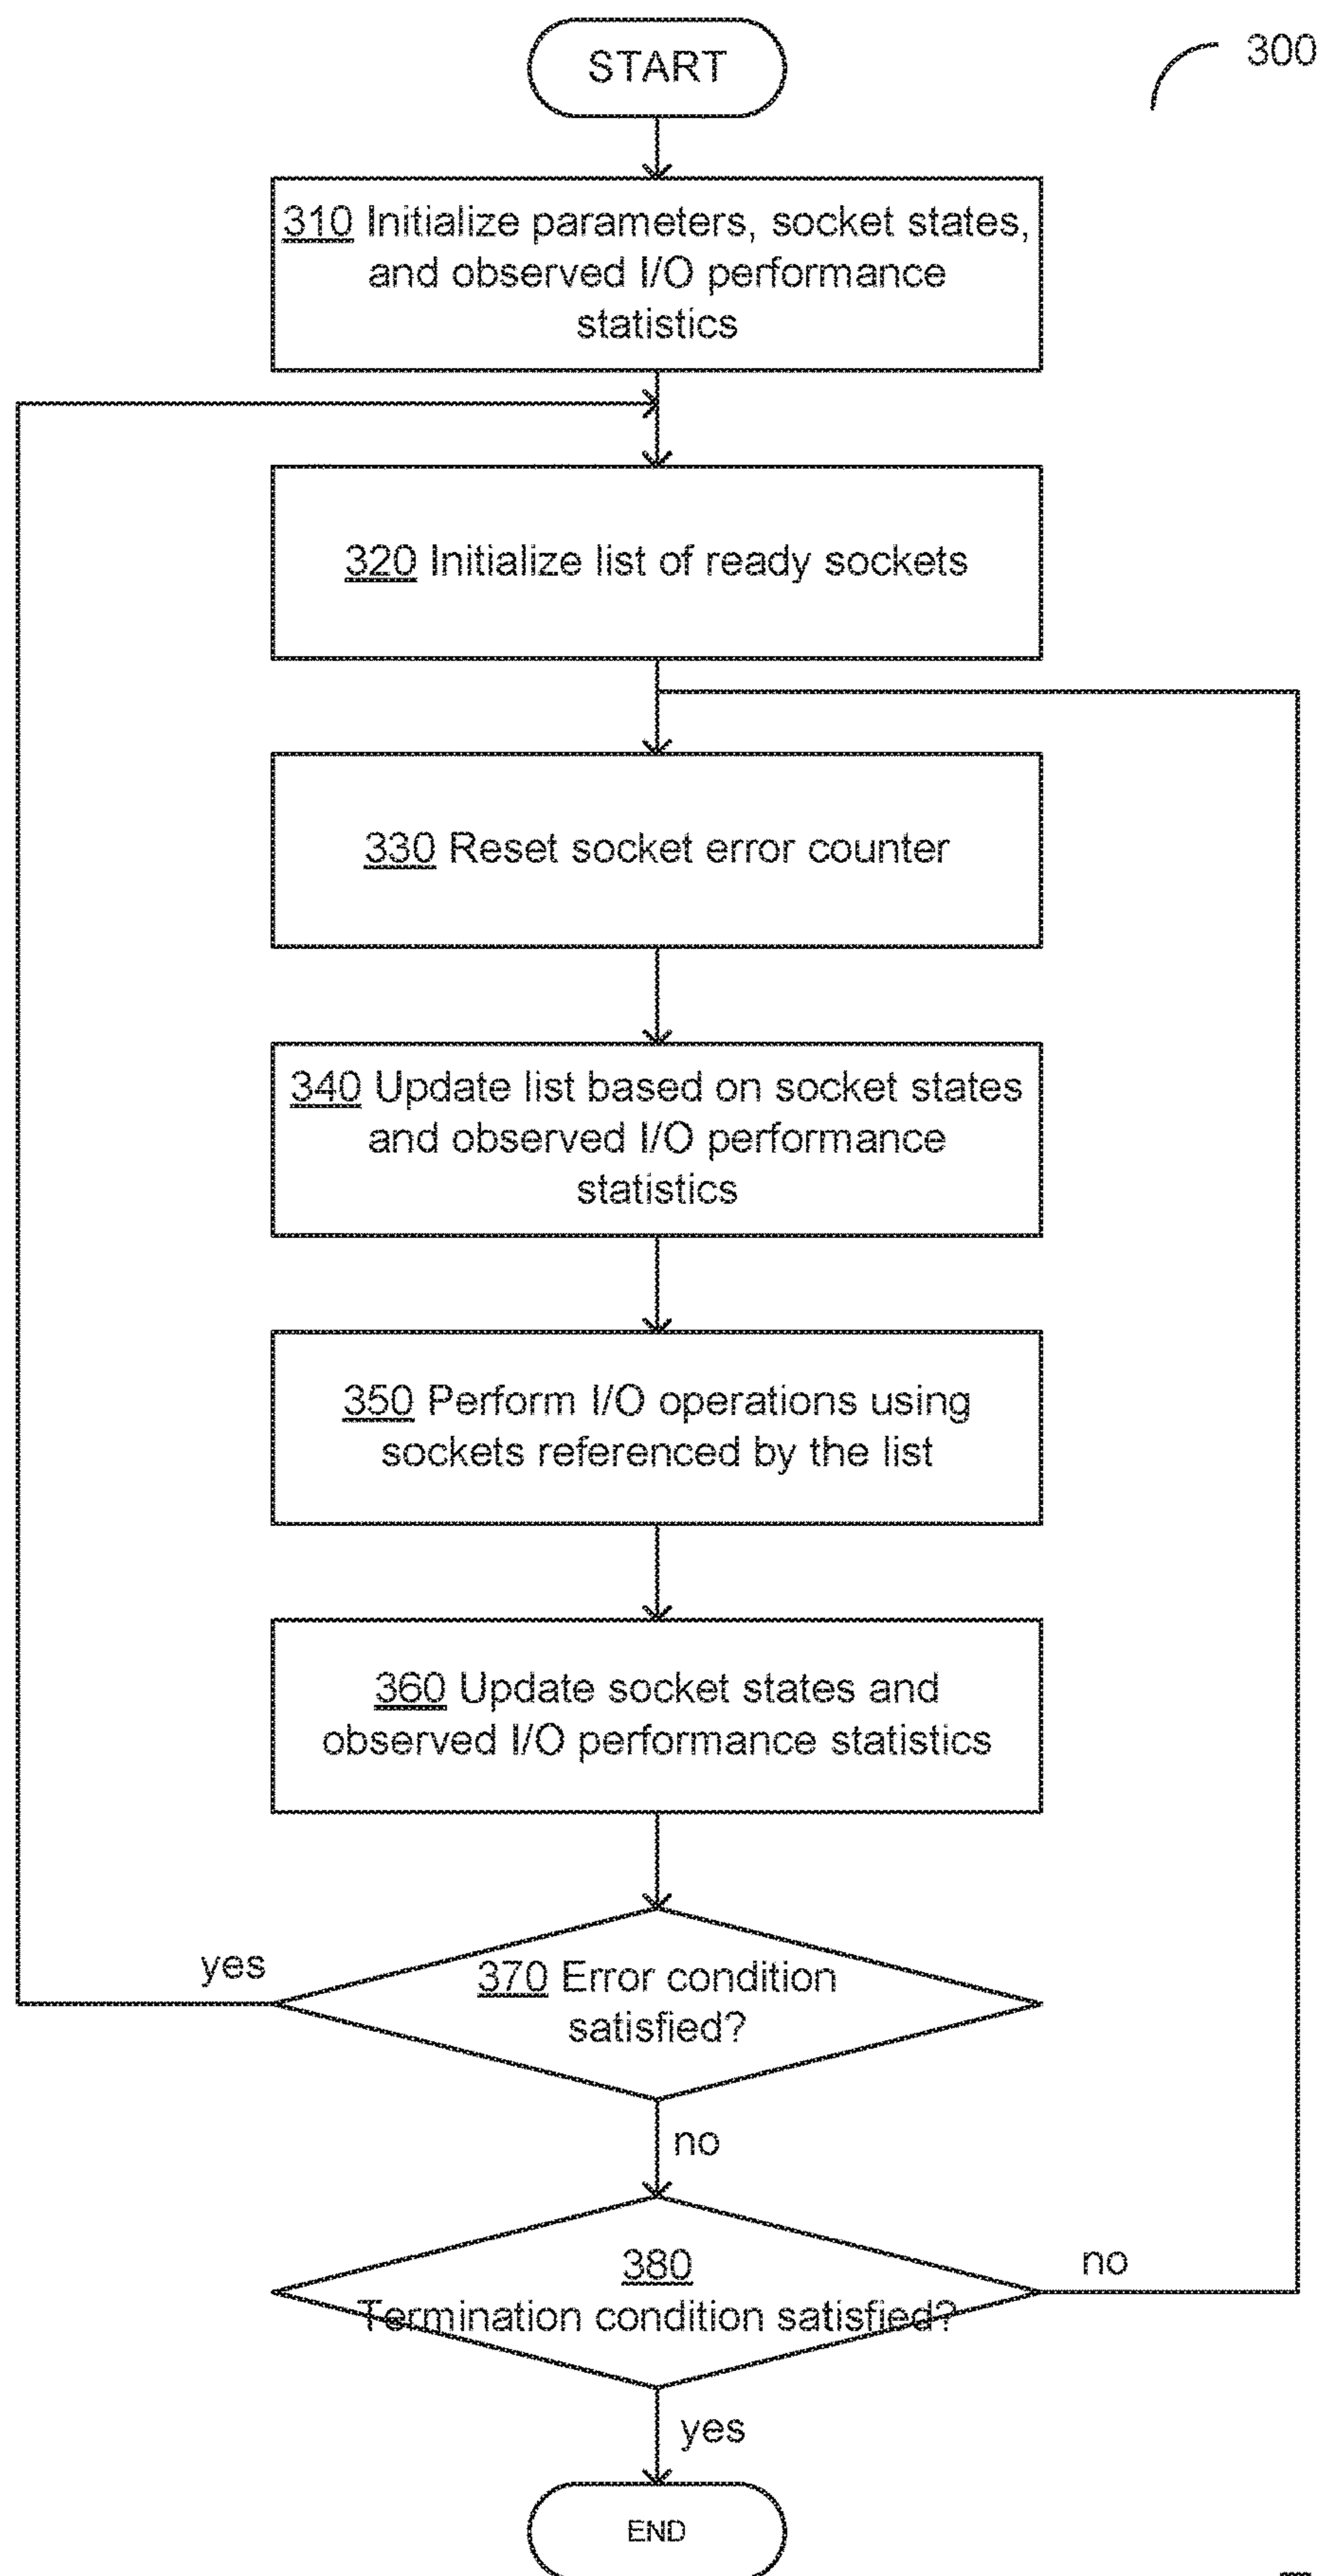 START
300
310 Initialize parameters, socket states,
and observed I/O performance
statistics
320 Initialize list of ready sockets
330 Reset socket error counter
340 Update list based on socket states
and observed I/O performance
statistics
350 Perform I/O operations using
sockets referenced by the list
360 Update socket states and
observed I/O performance statistics
yes
370 Error condition
satisfied?
no
380
Termination condition satisfied?
no
yes
END